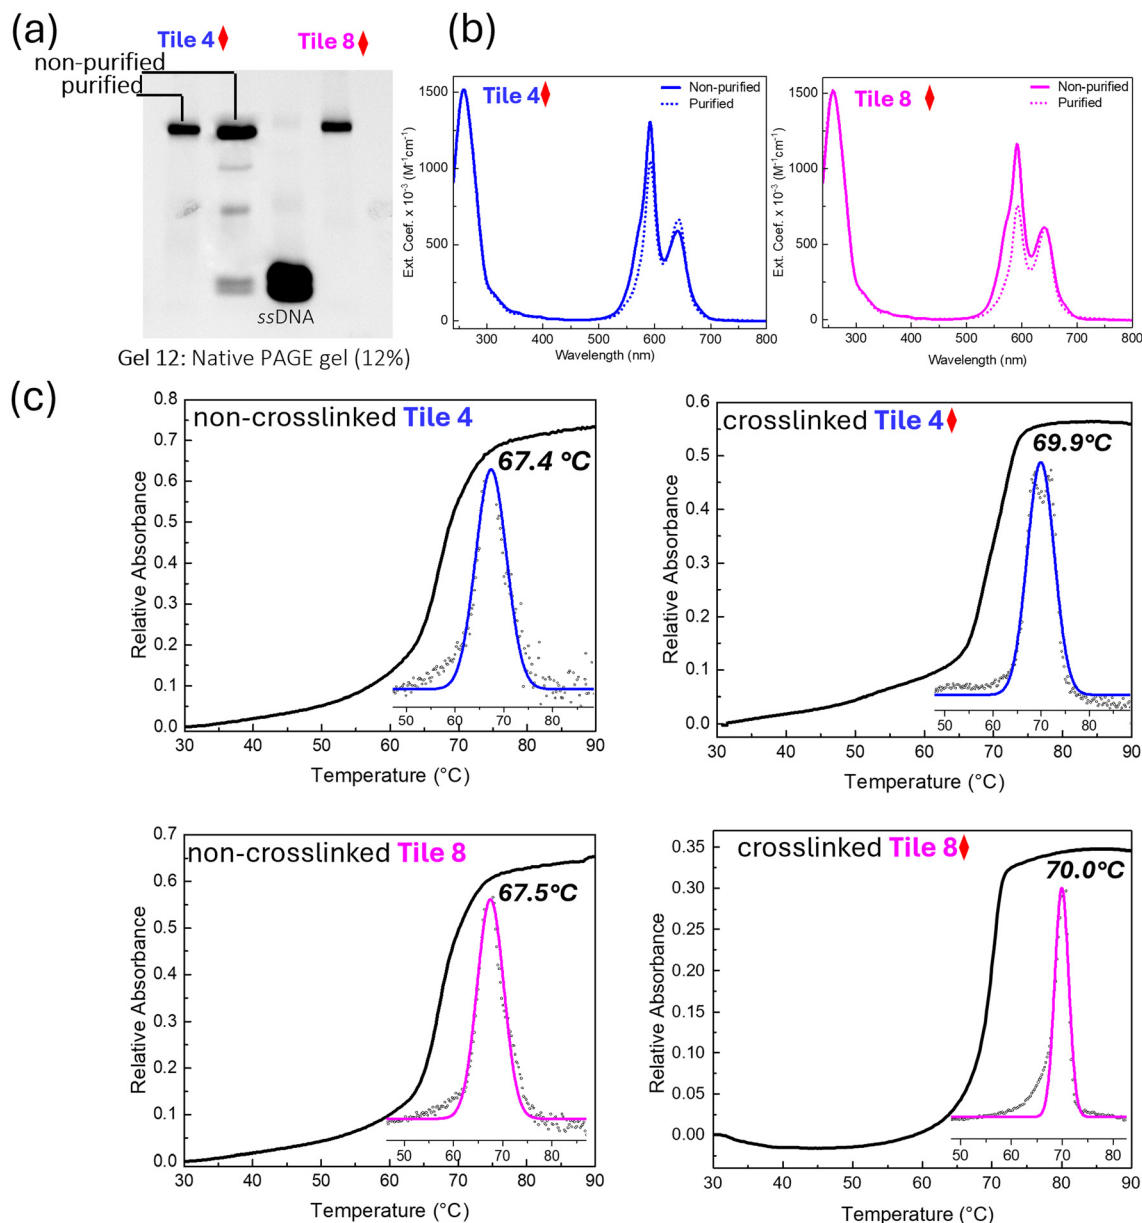 (a)
Tile 4
Tile 8
non-purified
purified
ssDNA
Gel 12: Native PAGE gel (12%)
(b)
Tile 4
Non-purified
Purified
1500
1000
500
0
Ext. Coef. x 10⁻³ (M⁻¹cm⁻¹)
300 400 500 600 700 800
Wavelength (nm)
Tile 8
Non-purified
Purified
1500
1000
500
0
Ext. Coef. x 10⁻³ (M⁻¹cm⁻¹)
300 400 500 600 700 800
Wavelength (nm)
(c)
non-crosslinked Tile 4
67.4 °C
0.8
0.7
0.6
0.5
0.4
0.3
0.2
0.1
0.0
Relative Absorbance
50 60 70 80
30 40 50 60 70 80 90
Temperature (°C)
crosslinked Tile 4
69.9°C
0.6
0.5
0.4
0.3
0.2
0.1
0.0
Relative Absorbance
50 60 70 80
30 40 50 60 70 80 90
Temperature (°C)
non-crosslinked Tile 8
67.5°C
0.7
0.6
0.5
0.4
0.3
0.2
0.1
0.0
Relative Absorbance
50 60 70 80
30 40 50 60 70 80 90
Temperature (°C)
crosslinked Tile 8
70.0°C
0.35
0.30
0.25
0.20
0.15
0.10
0.05
0.00
Relative Absorbance
50 60 70 80
30 40 50 60 70 80 90
Temperature (°C)